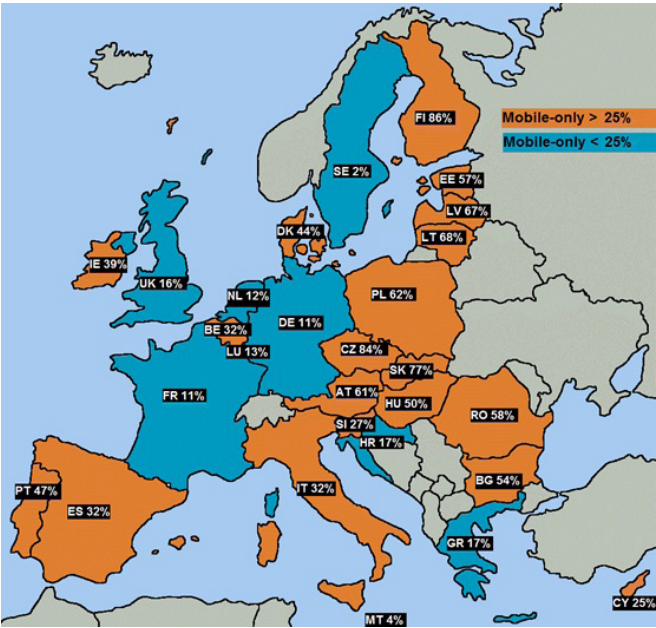 FI 86%
Mobile-only > 25%
Mobile-only < 25%
SE 2%
EE 57%
LV 67%
DK 44%
LT 68%
IE 39%
UK 16%
NL 12%
PL 62%
DE 11%
BE 32%
LU 13%
CZ 84%
SK 77%
AT 61%
FR 11%
HU 50%
RO 58%
SI 27%
HR 17%
BG 54%
PT 47%
IT 32%
ES 32%
GR 17%
CY 25%
MT 4%